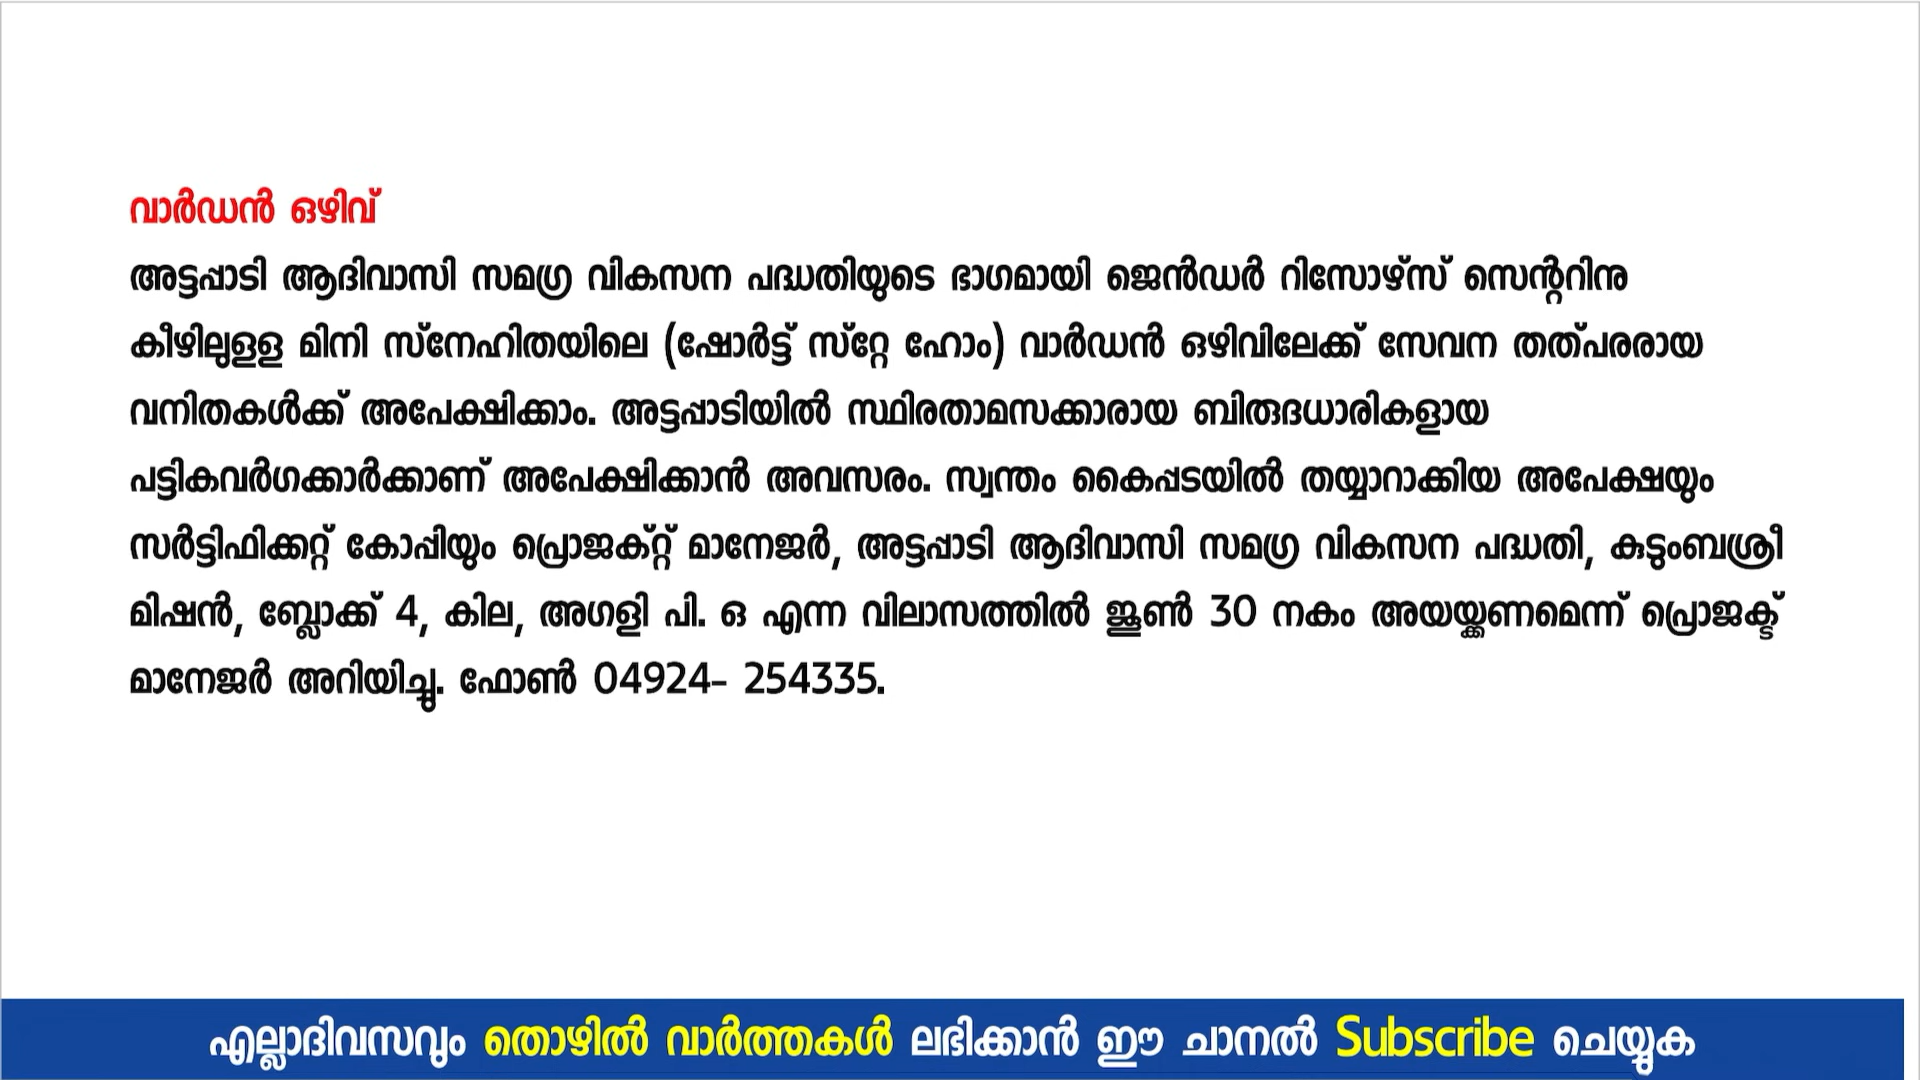 വാർഡൻ ഒഴിവ്
അട്ടപ്പാടി ആദിവാസി സമഗ്ര വികസന പദ്ധതിയുടെ ഭാഗമായി ജെൻഡർ റിസോഴ്സ് സെന്ററിനു
കീഴിലുളള മിനി സ്നേഹിതയിലെ (ഷോർട്ട് സ്റ്റേ ഹോം) വാർഡൻ ഒഴിവിലേക്ക് സേവന തത്പരരായ
വനിതകൾക്ക് അപേക്ഷിക്കാം. അട്ടപ്പാടിയിൽ സ്ഥിരതാമസക്കാരായ ബിരുദധാരികളായ
പട്ടികവർഗക്കാർക്കാണ് അപേക്ഷിക്കാൻ അവസരം. സ്വന്തം കൈപ്പടയിൽ തയ്യാറാക്കിയ അപേക്ഷയും
സർട്ടിഫിക്കറ്റ് കോപ്പിയും പ്രൊജക്റ്റ് മാനേജർ, അട്ടപ്പാടി ആദിവാസി സമഗ്ര വികസന പദ്ധതി, കുടുംബശ്രീ
മിഷൻ, ബ്ലോക്ക് 4, കില, അഗളി പി. ഒ എന്ന വിലാസത്തിൽ ജൂൺ 30 നകം അയയ്ക്കണമെന്ന് പ്രൊജക്ട്
മാനേജർ അറിയിച്ചു. ഫോൺ 04924- 254335.
എല്ലാദിവസവും തൊഴിൽ വാർത്തകൾ ലഭിക്കാൻ ഈ ചാനൽ Subscribe ചെയ്യുക